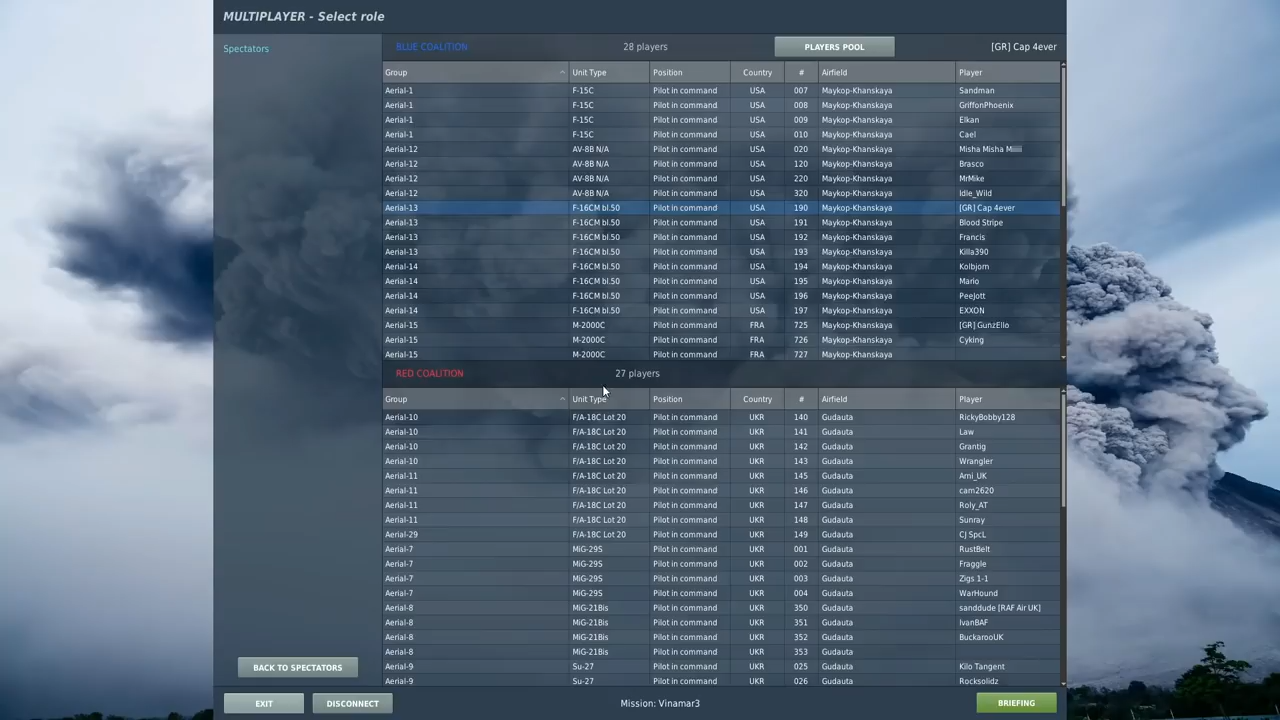 MULTIPLAYER - Select role
Spectators
BLUE COALITION 28 players PLAYERS POOL [GR] Cap 4ever
Group Unit Type Position Country # Airfield Player
Aerial-1 F-15C Pilot in command USA 007 Maykop-Khanskaya Sandman
Aerial-1 F-15C Pilot in command USA 008 Maykop-Khanskaya GriffonPhoenix
Aerial-1 F-15C Pilot in command USA 009 Maykop-Khanskaya Elkan
Aerial-1 F-15C Pilot in command USA 010 Maykop-Khanskaya Cael
Aerial-12 AV-8B N/A Pilot in command USA 020 Maykop-Khanskaya Misha Misha
Aerial-12 AV-8B N/A Pilot in command USA 120 Maykop-Khanskaya Brasco
Aerial-12 AV-8B N/A Pilot in command USA 220 Maykop-Khanskaya MrMike
Aerial-12 AV-8B N/A Pilot in command USA 320 Maykop-Khanskaya Idle_Wild
Aerial-13 F-16CM bl.50 Pilot in command USA 190 Maykop-Khanskaya [GR] Cap 4ever
Aerial-13 F-16CM bl.50 Pilot in command USA 191 Maykop-Khanskaya Blood Stripe
Aerial-13 F-16CM bl.50 Pilot in command USA 192 Maykop-Khanskaya Francis
Aerial-13 F-16CM bl.50 Pilot in command USA 193 Maykop-Khanskaya Killa390
Aerial-14 F-16CM bl.50 Pilot in command USA 194 Maykop-Khanskaya Kolbjorn
Aerial-14 F-16CM bl.50 Pilot in command USA 195 Maykop-Khanskaya Mario
Aerial-14 F-16CM bl.50 Pilot in command USA 196 Maykop-Khanskaya PeeJott
Aerial-14 F-16CM bl.50 Pilot in command USA 197 Maykop-Khanskaya EXXON
Aerial-15 M-2000C Pilot in command FRA 725 Maykop-Khanskaya [GR] GunzEllo
Aerial-15 M-2000C Pilot in command FRA 726 Maykop-Khanskaya Cyking
Aerial-15 M-2000C Pilot in command FRA 727 Maykop-Khanskaya
RED COALITION 27 players
Group Unit Type Position Country # Airfield Player
Aerial-10 F/A-18C Lot 20 Pilot in command UKR 140 Gudauta RickyBobby128
Aerial-10 F/A-18C Lot 20 Pilot in command UKR 141 Gudauta Law
Aerial-10 F/A-18C Lot 20 Pilot in command UKR 142 Gudauta Grantig
Aerial-10 F/A-18C Lot 20 Pilot in command UKR 143 Gudauta Wrangler
Aerial-11 F/A-18C Lot 20 Pilot in command UKR 145 Gudauta Ami_UK
Aerial-11 F/A-18C Lot 20 Pilot in command UKR 146 Gudauta cam2620
Aerial-11 F/A-18C Lot 20 Pilot in command UKR 147 Gudauta Roly_AT
Aerial-11 F/A-18C Lot 20 Pilot in command UKR 148 Gudauta Sunray
Aerial-29 F/A-18C Lot 20 Pilot in command UKR 149 Gudauta CJ SpcL
Aerial-7 MiG-29S Pilot in command UKR 001 Gudauta RustBelt
Aerial-7 MiG-29S Pilot in command UKR 002 Gudauta Fraggle
Aerial-7 MiG-29S Pilot in command UKR 003 Gudauta Zigs 1-1
Aerial-7 MiG-29S Pilot in command UKR 004 Gudauta WarHound
Aerial-8 MiG-21Bis Pilot in command UKR 350 Gudauta sanddude [RAF Air UK]
Aerial-8 MiG-21Bis Pilot in command UKR 351 Gudauta IvanBAF
Aerial-8 MiG-21Bis Pilot in command UKR 352 Gudauta BuckarooUK
Aerial-8 MiG-21Bis Pilot in command UKR 353 Gudauta
Aerial-9 Su-27 Pilot in command UKR 025 Gudauta Kilo Tangent
Aerial-9 Su-27 Pilot in command UKR 026 Gudauta Rocksolidz
BACK TO SPECTATORS
EXIT DISCONNECT Mission: Vinamar3 BRIEFING